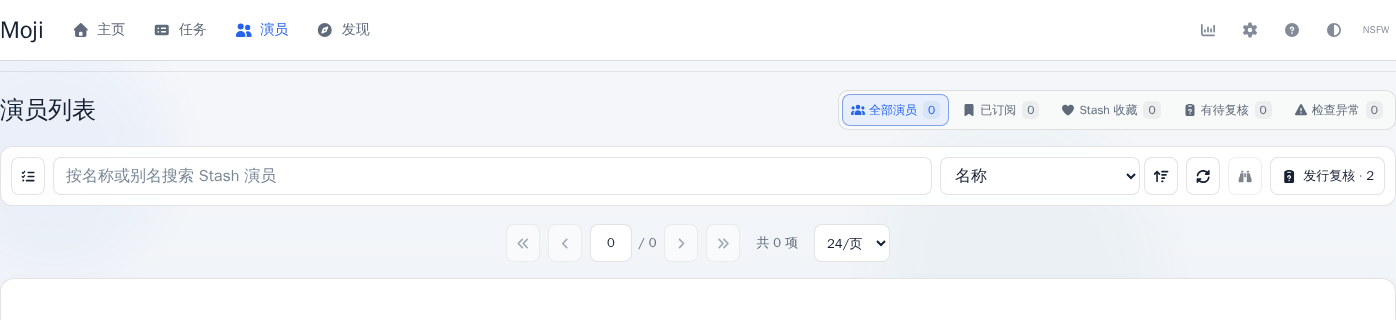 Moji 主页 任务 演员 发现 NSFW
演员列表 全部演员 0 已订阅 0 Stash 收藏 0 有待复核 0 检查异常 0
按名称或别名搜索 Stash 演员 名称 发行复核 · 2
0 / 0 共 0 项 24/页